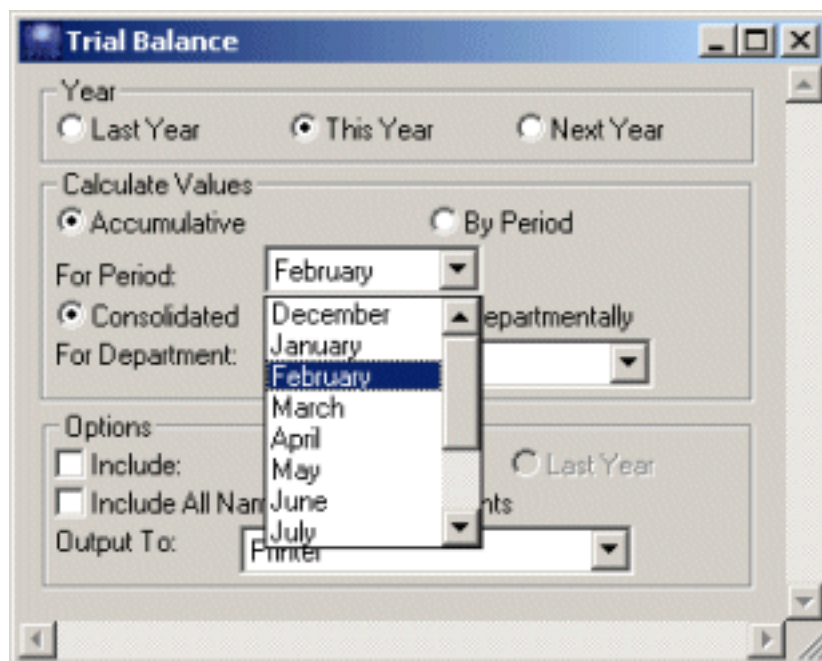 Trial Balance
Year
Last Year This Year Next Year
Calculate Values
Accumulative By Period
For Period: February
Consolidated December epartmentally
For Department: January
February
March
Options April
Include: May Last Year
Include All Nam June nts
Output To: July
Printer